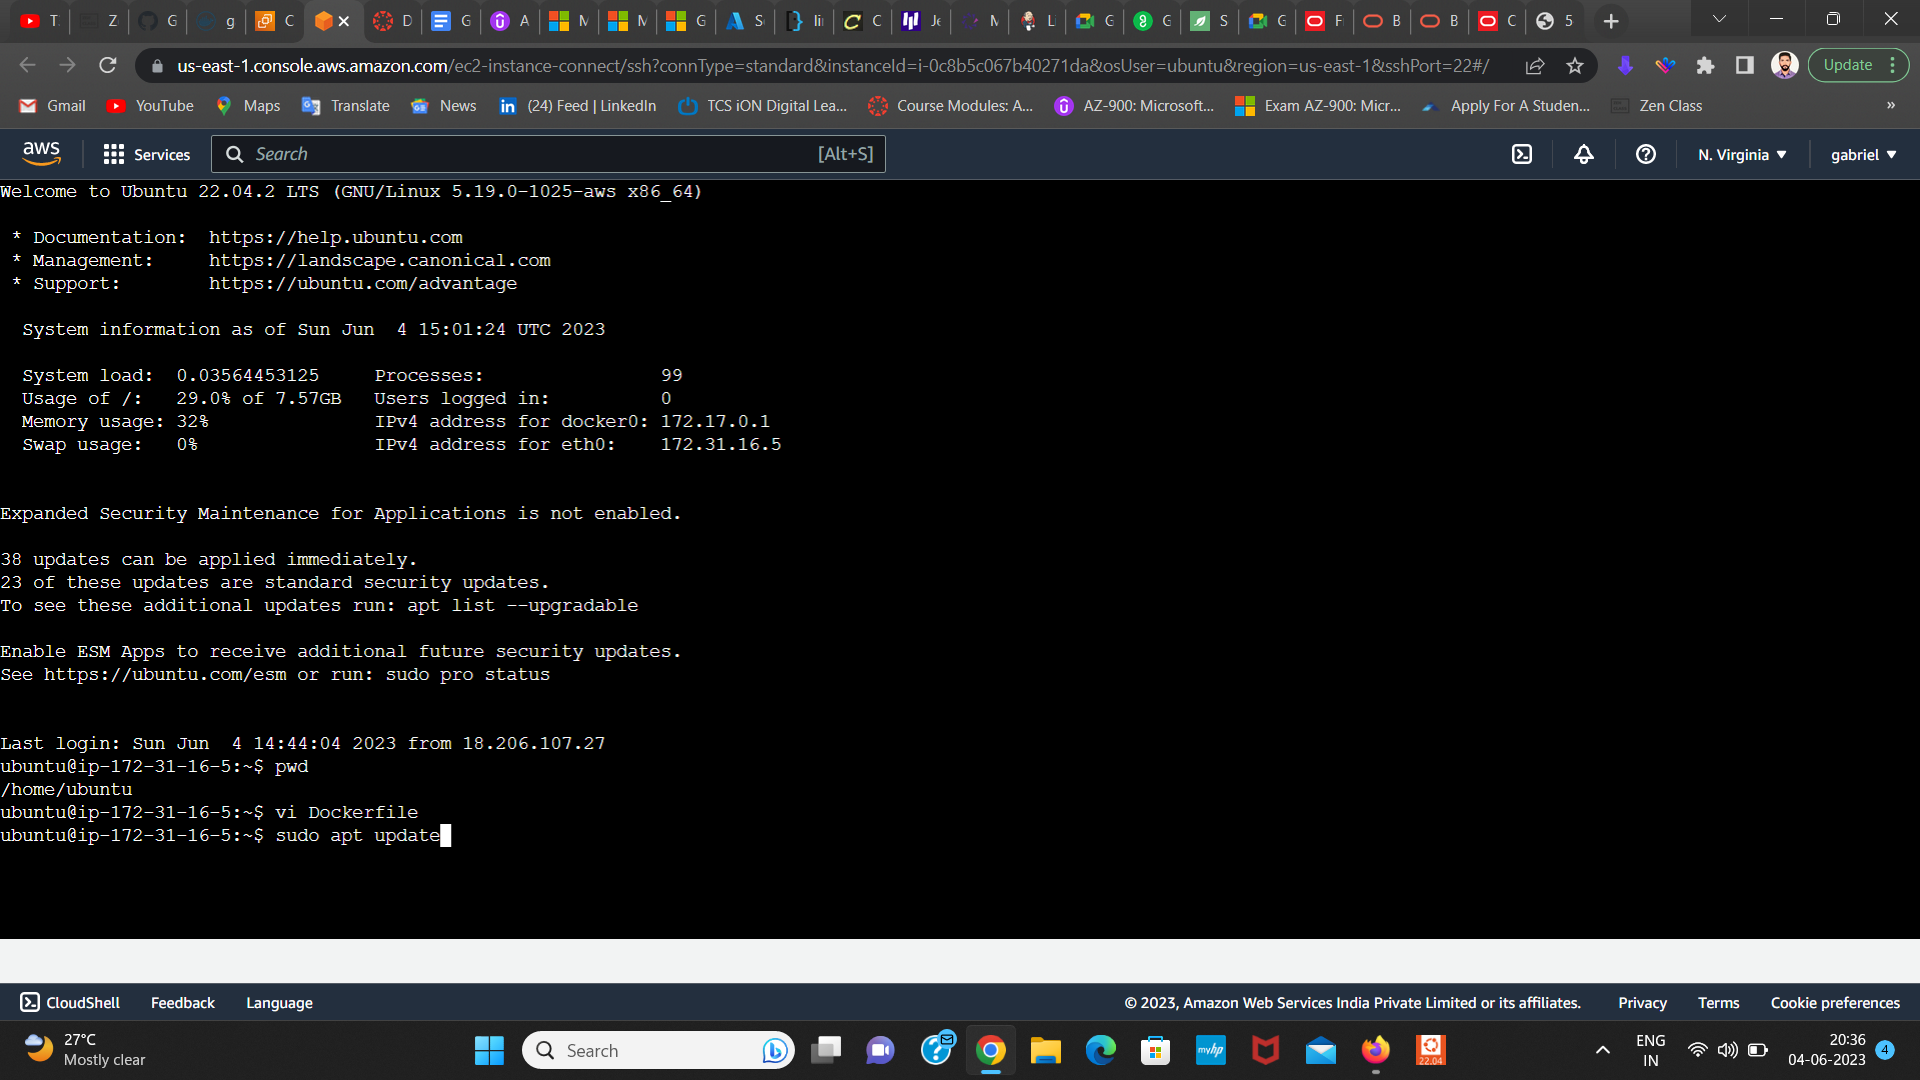 T
Z
G
g
C
D
G
A
M
M
G
S
lii
C
Je
M
Li
G
G
S
G
F
B
B
C
5
us-east-1.console.aws.amazon.com/ec2-instance-connect/ssh?connType=standard&instanceId=i-0c8b5c067b40271da&osUser=ubuntu&region=us-east-1&sshPort=22#/
Update
Gmail YouTube Maps Translate News (24) Feed | LinkedIn TCS iON Digital Lea... Course Modules: A... AZ-900: Microsoft... Exam AZ-900: Micr... Apply For A Studen... Zen Class »
aws Services Search [Alt+S] N. Virginia gabriel
Welcome to Ubuntu 22.04.2 LTS (GNU/Linux 5.19.0-1025-aws x86_64)
* Documentation: https://help.ubuntu.com
* Management: https://landscape.canonical.com
* Support: https://ubuntu.com/advantage
System information as of Sun Jun 4 15:01:24 UTC 2023
System load: 0.03564453125 Processes: 99
Usage of /: 29.0% of 7.57GB Users logged in: 0
Memory usage: 32% IPv4 address for docker0: 172.17.0.1
Swap usage: 0% IPv4 address for eth0: 172.31.16.5
Expanded Security Maintenance for Applications is not enabled.
38 updates can be applied immediately.
23 of these updates are standard security updates.
To see these additional updates run: apt list --upgradable
Enable ESM Apps to receive additional future security updates.
See https://ubuntu.com/esm or run: sudo pro status
Last login: Sun Jun 4 14:44:04 2023 from 18.206.107.27
ubuntu@ip-172-31-16-5:~$ pwd
/home/ubuntu
ubuntu@ip-172-31-16-5:~$ vi Dockerfile
ubuntu@ip-172-31-16-5:~$ sudo apt update
CloudShell Feedback Language © 2023, Amazon Web Services India Private Limited or its affiliates. Privacy Terms Cookie preferences
27°C
Mostly clear
Search
myhp
22.04
ENG
IN
20:36
04-06-2023
4